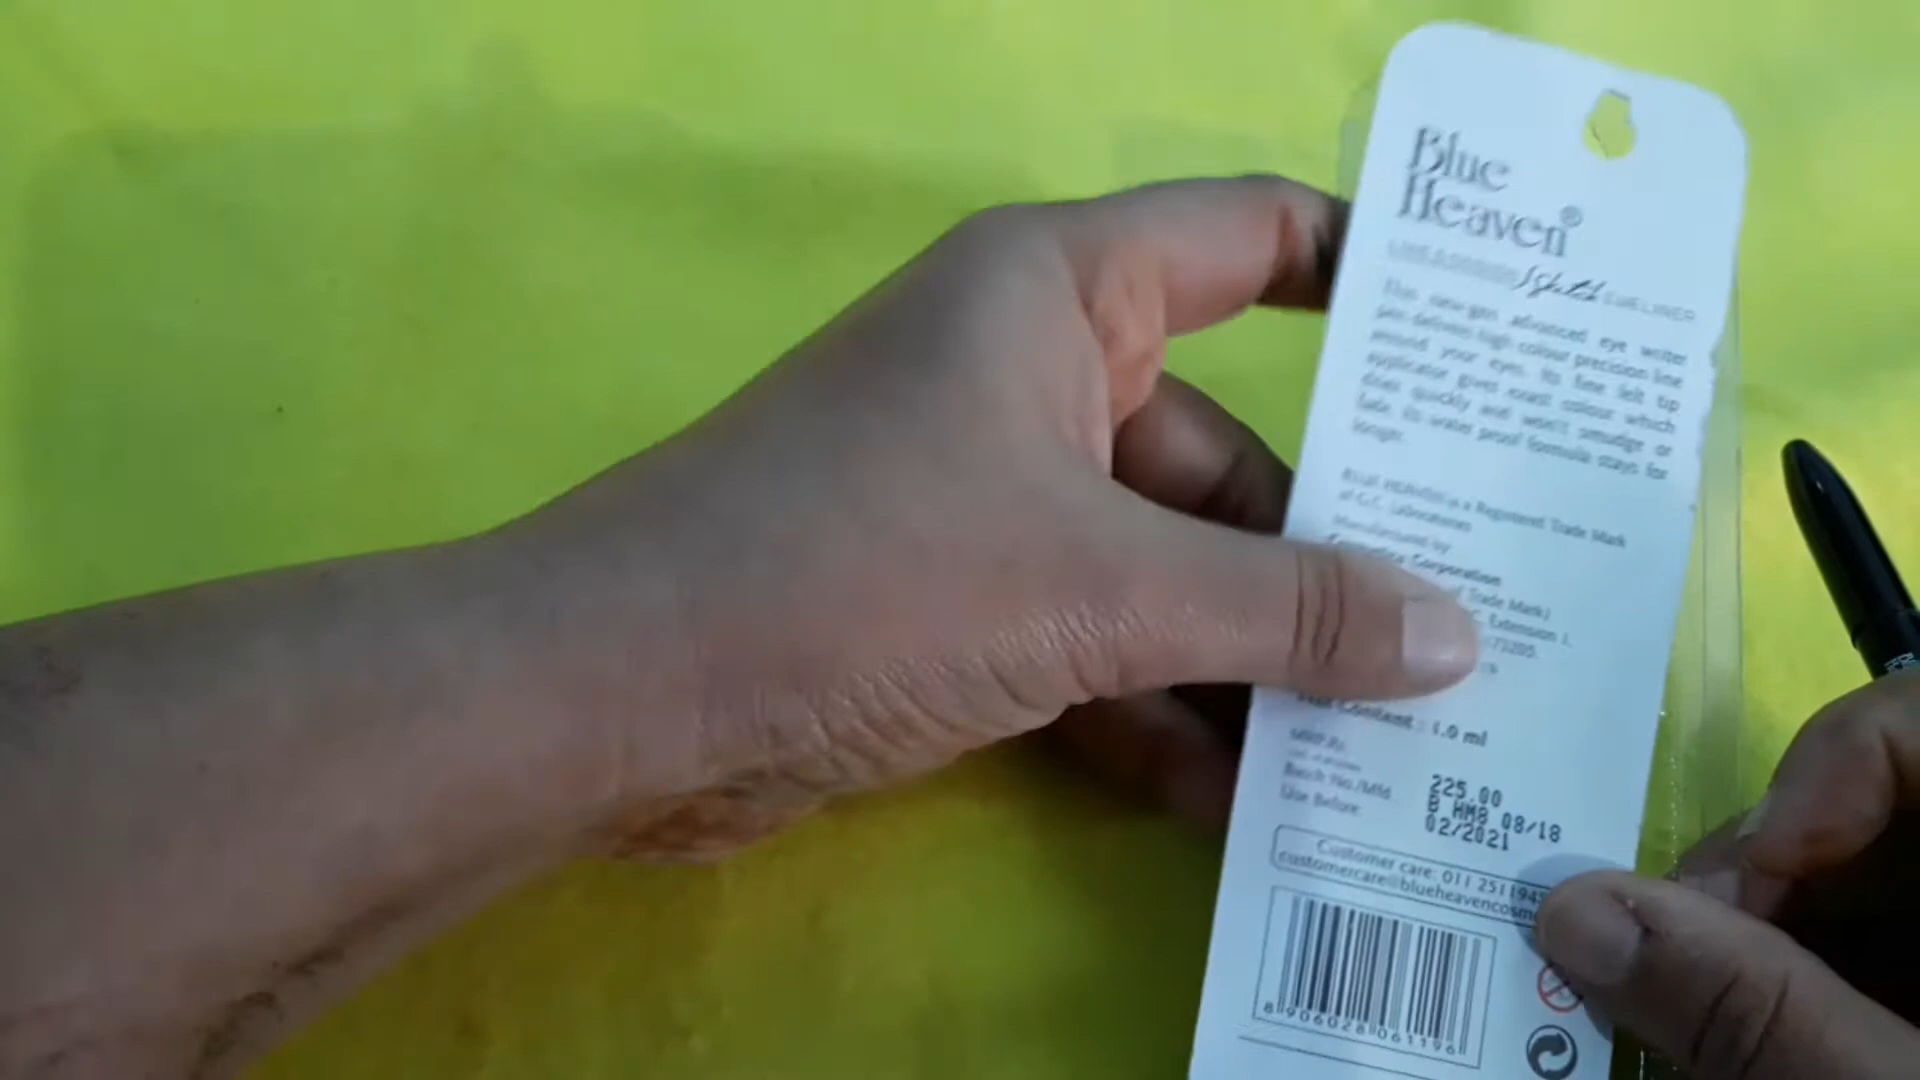 Blue
Heaven®
Sketch EYELINER
This new-gen advanced eye writer
pen delivers high colour precision line
around your eyes. Its fine felt tip
applicator gives exact colour which
dries quickly and won't smudge or
fade. Its water proof formula stays for
longer.
BLUE HEAVEN is a Registered Trade Mark
of G.C. Laboratories
Manufactured by
Corporation
Trade Mark)
Extension I,
Content : 1.0 ml
MRP.Rs. 225.00
Batch No./Mfd. B HM8 08/18
Use Before 02/2021
Customer care: 011 251194
customercare@blueheavencosm
8 906028 061196